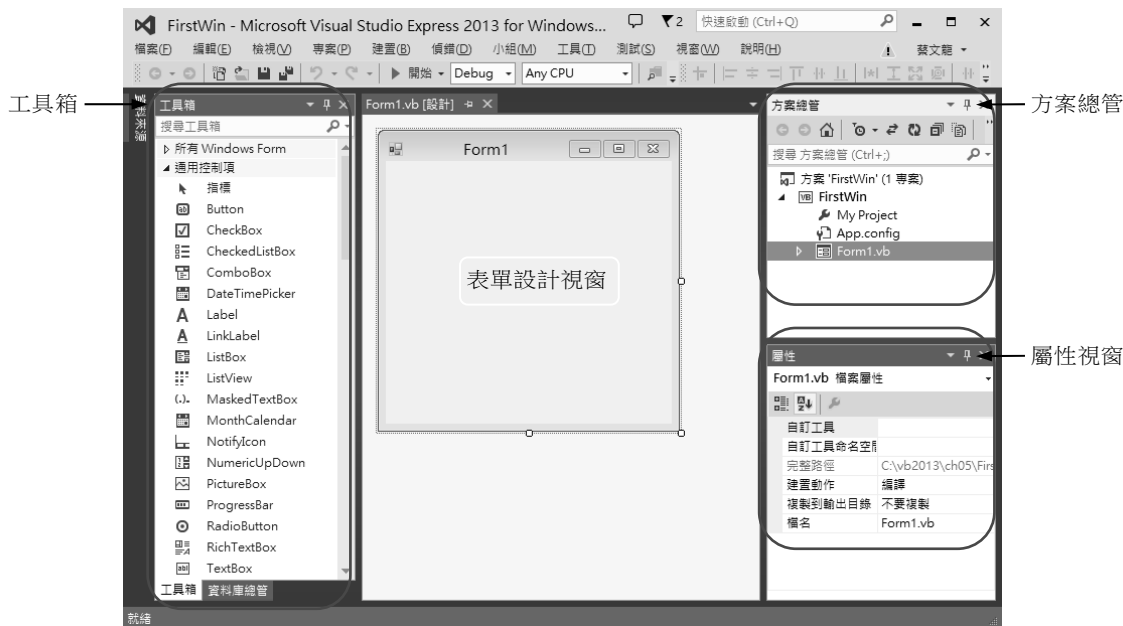 FirstWin - Microsoft Visual Studio Express 2013 for Windows...
2
快速啟動 (Ctrl+Q)
檔案(F) 編輯(E) 檢視(V) 專案(P) 建置(B) 偵錯(D) 小組(M) 工具(T) 測試(S) 視窗(W) 說明(H)
蔡文龍
開始
Debug
Any CPU
工具箱
資料來源
工具箱
搜尋工具箱
所有 Windows Form
通用控制項
指標
Button
CheckBox
CheckedListBox
ComboBox
DateTimePicker
Label
LinkLabel
ListBox
ListView
MaskedTextBox
MonthCalendar
NotifyIcon
NumericUpDown
PictureBox
ProgressBar
RadioButton
RichTextBox
TextBox
工具箱 資料庫總管
Form1.vb [設計]
Form1
表單設計視窗
方案總管
方案總管
搜尋 方案總管 (Ctrl+;)
方案 'FirstWin' (1 專案)
FirstWin
My Project
App.config
Form1.vb
屬性視窗
屬性
Form1.vb 檔案屬性
自訂工具
自訂工具命名空間
完整路徑 C:\vb2013\ch05\Firs
建置動作 編譯
複製到輸出目錄 不要複製
檔名 Form1.vb
就緒